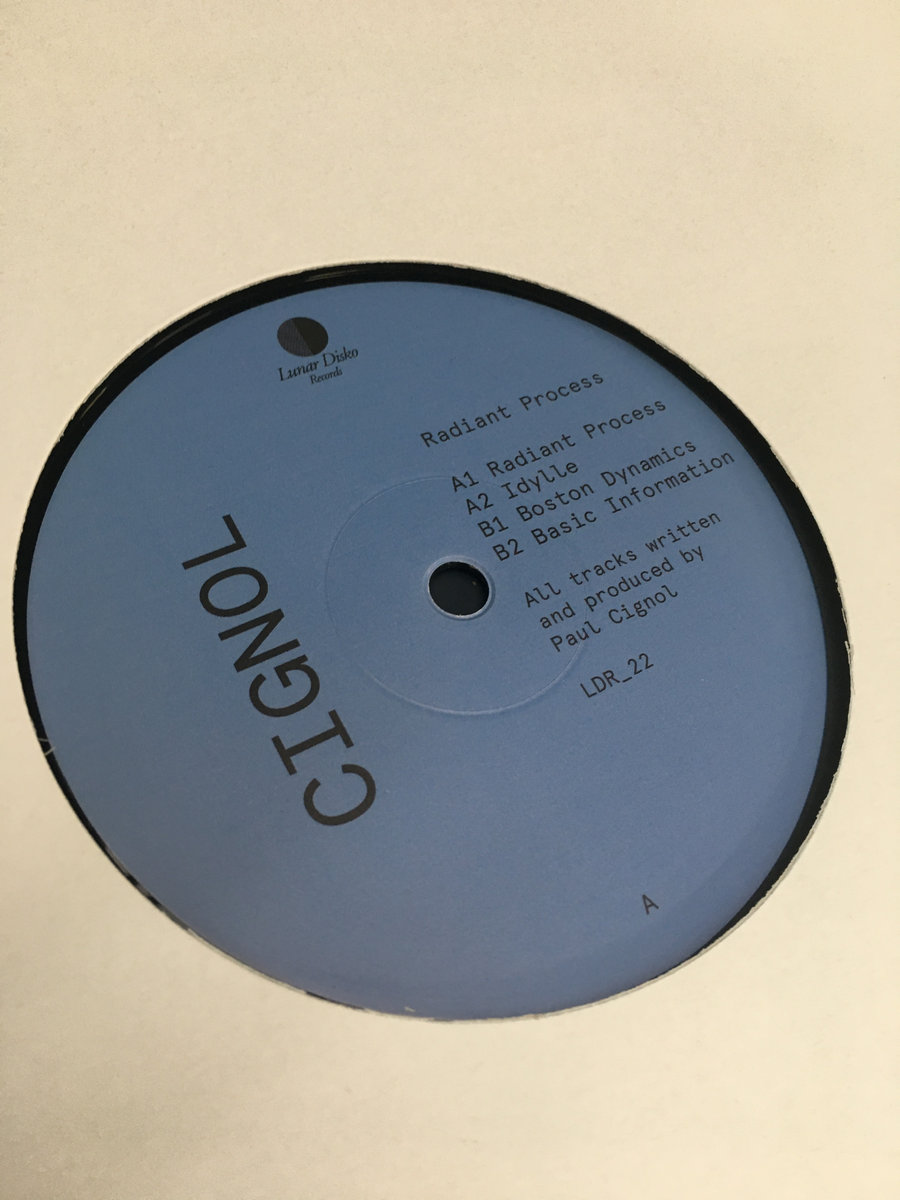 Lunar Disko
Records
Radiant Process
A1 Radiant Process
A2 Idylle
B1 Boston Dynamics
B2 Basic Information
All tracks written
and produced by
Paul Cignol
LDR_22
CIGNOL
A